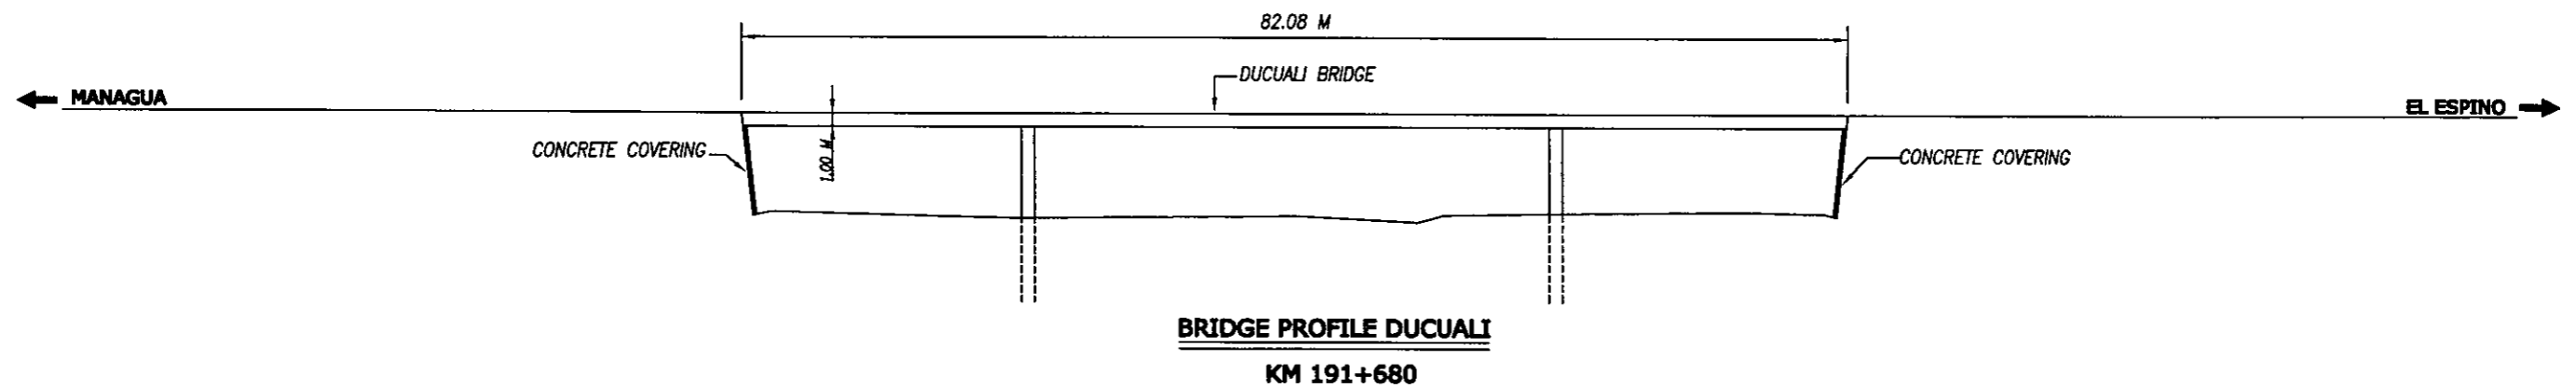 82.08 M
DUCUALI BRIDGE
MANAGUA
EL ESPINO
CONCRETE COVERING
1.00 M
CONCRETE COVERING
BRIDGE PROFILE DUCUALI
KM 191+680